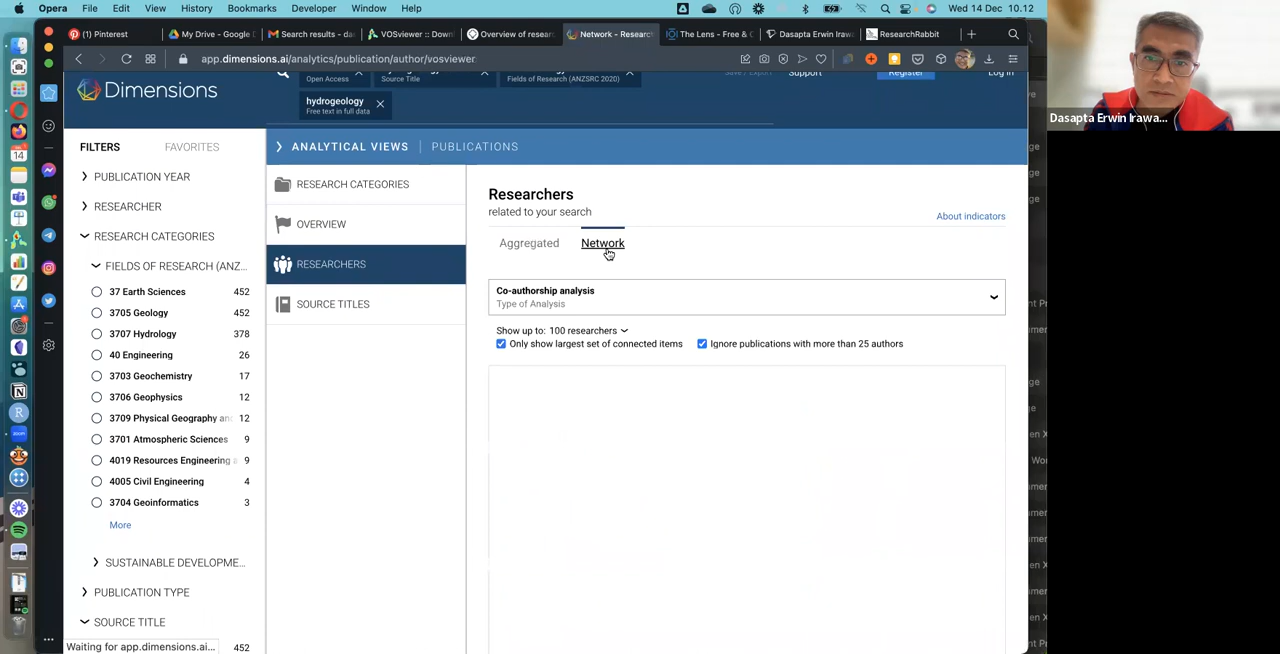 Opera File Edit View History Bookmarks Developer Window Help Wed 14 Dec 10.12
(1) Pinterest My Drive - Google D Search results - da VOSviewer :: Dow Overview of resear Network - Research The Lens - Free & O Dasapta Erwin Iraw ResearchRabbit
app.dimensions.ai/analytics/publication/author/vosviewer
Dimensions
Open Access
Source Title
Fields of Research (ANZSRC 2020)
Save / Export
Support
Register
Log in
hydrogeology
Free text in full data
FILTERS FAVORITES
ANALYTICAL VIEWS PUBLICATIONS
PUBLICATION YEAR
RESEARCHER
RESEARCH CATEGORIES
FIELDS OF RESEARCH (ANZ...
37 Earth Sciences 452
3705 Geology 452
3707 Hydrology 378
40 Engineering 26
3703 Geochemistry 17
3706 Geophysics 12
3709 Physical Geography and 12
3701 Atmospheric Sciences 9
4019 Resources Engineering 9
4005 Civil Engineering 4
3704 Geoinformatics 3
More
SUSTAINABLE DEVELOPME...
PUBLICATION TYPE
SOURCE TITLE
452
Waiting for app.dimensions.ai...
RESEARCH CATEGORIES
OVERVIEW
RESEARCHERS
SOURCE TITLES
Researchers
related to your search
About indicators
Aggregated Network
Co-authorship analysis
Type of Analysis
Show up to: 100 researchers
Only show largest set of connected items Ignore publications with more than 25 authors
Dasapta Erwin Irawa...